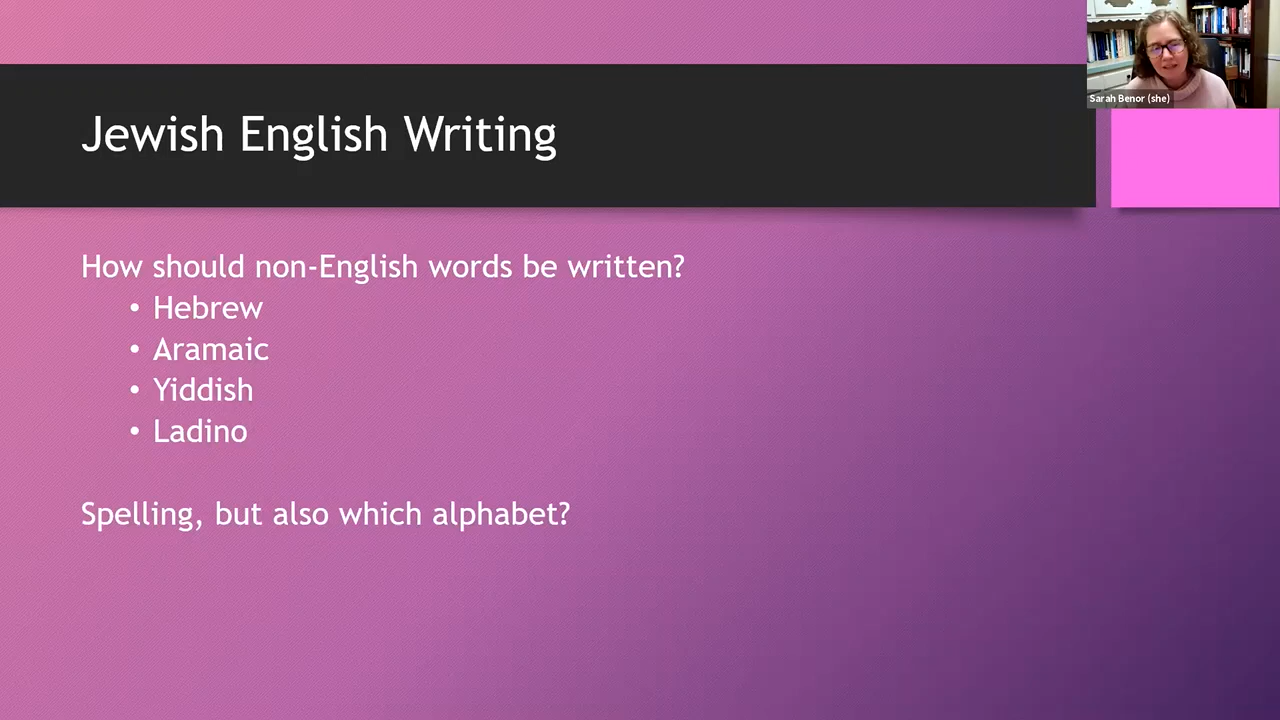 Jewish English Writing
Sarah Benor (she)
How should non-English words be written?
• Hebrew
• Aramaic
• Yiddish
• Ladino
Spelling, but also which alphabet?